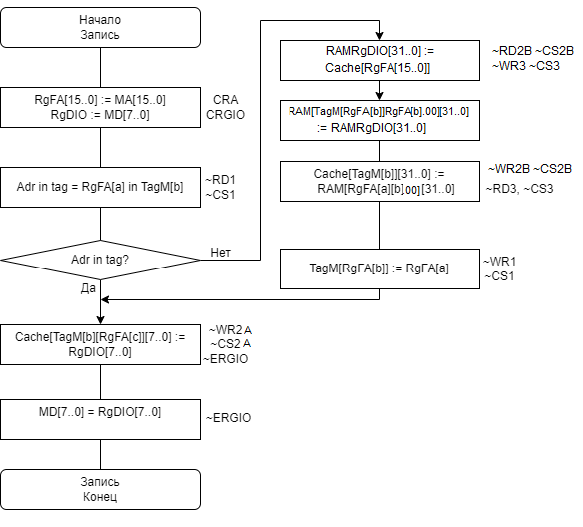 Начало
Запись
RgFA[15..0] := MA[15..0]
RgDIO := MD[7..0]
CRA
CRGIO
Adr in tag = RgFA[a] in TagM[b]
~RD1
~CS1
Adr in tag?
Нет
Да
RAMRgDIO[31..0] :=
Cache[RgFA[15..0]]
~RD2B ~CS2B
~WR3 ~CS3
RAM[TagM[RgFA[b]]RgFA[b].00][31..0]
:= RAMRgDIO[31..0]
Cache[TagM[b]][31..0] :=
RAM[RgFA[a][b].00][31..0]
~WR2B ~CS2B
~RD3, ~CS3
TagM[RgFA[b]] := RgFA[a]
~WR1
~CS1
Cache[TagM[b][RgFA[c]][7..0] :=
RgDIO[7..0]
~WR2A
~CS2A
~ERGIO
MD[7..0] = RgDIO[7..0]
~ERGIO
Запись
Конец